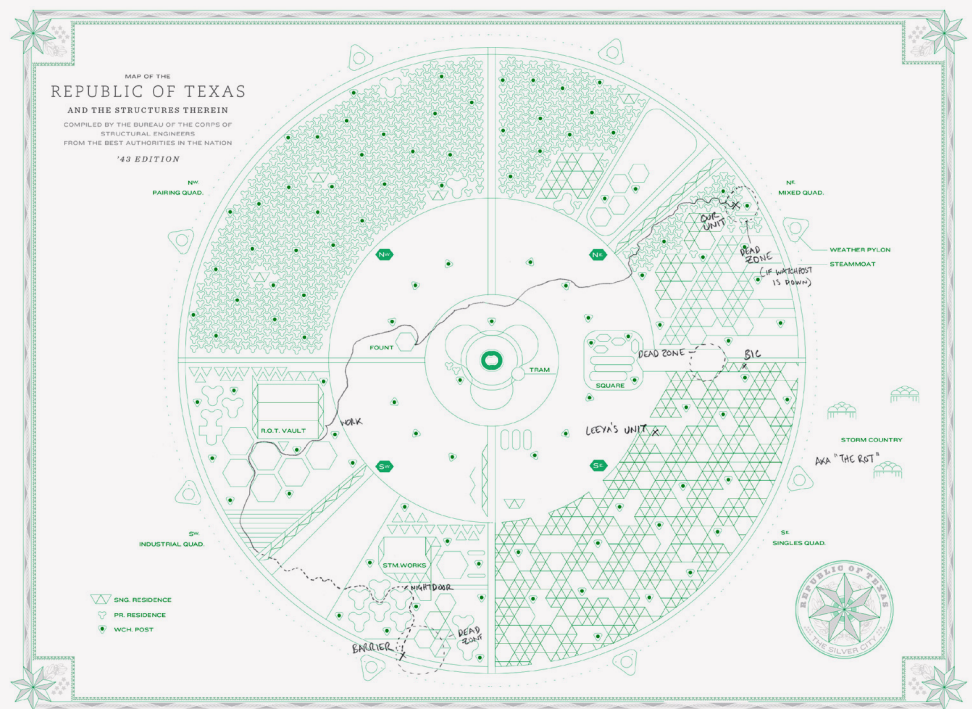 MAP OF THE
REPUBLIC OF TEXAS
AND THE STRUCTURES THEREIN
COMPILED BY THE BUREAU OF THE CORPS OF
STRUCTURAL ENGINEERS
FROM THE BEST AUTHORITIES IN THE NATION
'43 EDITION
NW.
PAIRING QUAD.
NE.
MIXED QUAD.
OUR
UNIT
DEAD
ZONE
(IF WATCHPOST
IS DOWN)
WEATHER PYLON
STEAMMOAT
NW
NE
FOUNT
TRAM
SQUARE
DEAD ZONE
BIC
R.O.T. VAULT
WORK
LEEYA'S UNIT
SW
SE
STORM COUNTRY
AKA "THE ROT"
SW.
INDUSTRIAL QUAD.
SE.
SINGLES QUAD.
STM.WORKS
NIGHTDOOR
BARRIER
DEAD
ZONE
SNG. RESIDENCE
PR. RESIDENCE
WCH. POST
REPUBLIC OF TEXAS
THE SILVER CITY